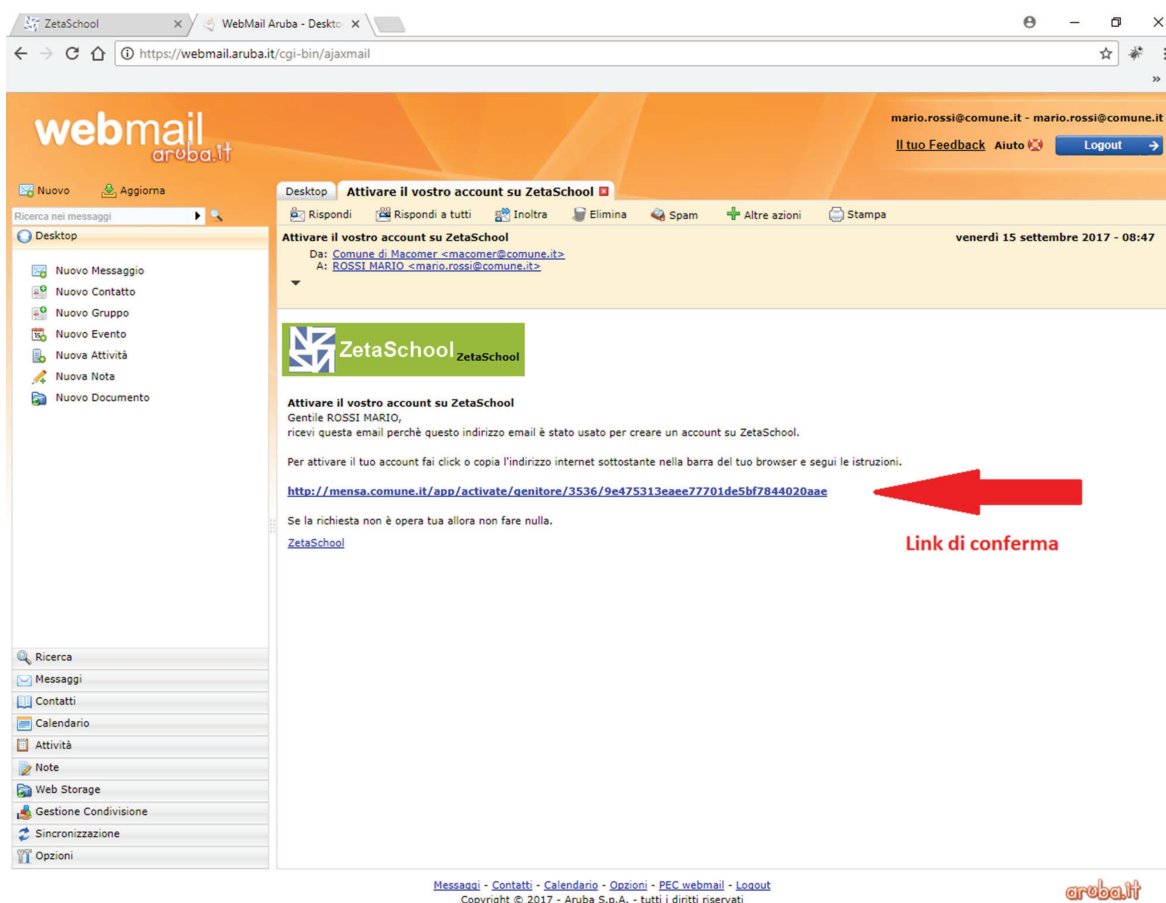 ZetaSchool
WebMail Aruba - Deskto
https://webmail.aruba.it/cgi-bin/ajaxmail
»
webmail
aruba.it
mario.rossi@comune.it - mario.rossi@comune.it
Il tuo Feedback Aiuto Logout
Nuovo Aggiorna
Desktop Attivare il vostro account su ZetaSchool
Ricerca nei messaggi
Rispondi Rispondi a tutti Inoltra Elimina Spam Altre azioni Stampa
Desktop
Nuovo Messaggio
Nuovo Contatto
Nuovo Gruppo
Nuovo Evento
Nuova Attività
Nuova Nota
Nuovo Documento
Attivare il vostro account su ZetaSchool venerdì 15 settembre 2017 - 08:47
Da: Comune di Macomer <macomer@comune.it>
A: ROSSI MARIO <mario.rossi@comune.it>
ZetaSchool ZetaSchool
Attivare il vostro account su ZetaSchool
Gentile ROSSI MARIO,
ricevi questa email perchè questo indirizzo email è stato usato per creare un account su ZetaSchool.
Per attivare il tuo account fai click o copia l'indirizzo internet sottostante nella barra del tuo browser e segui le istruzioni.
http://mensa.comune.it/app/activate/genitore/3536/9e475313eaee77701de5bf7844020aae
Se la richiesta non è opera tua allora non fare nulla.
ZetaSchool
Link di conferma
Ricerca
Messaggi
Contatti
Calendario
Attività
Note
Web Storage
Gestione Condivisione
Sincronizzazione
Opzioni
Messaggi - Contatti - Calendario - Opzioni - PEC webmail - Logout
Copyright © 2017 - Aruba S.p.A. - tutti i diritti riservati
aruba.it